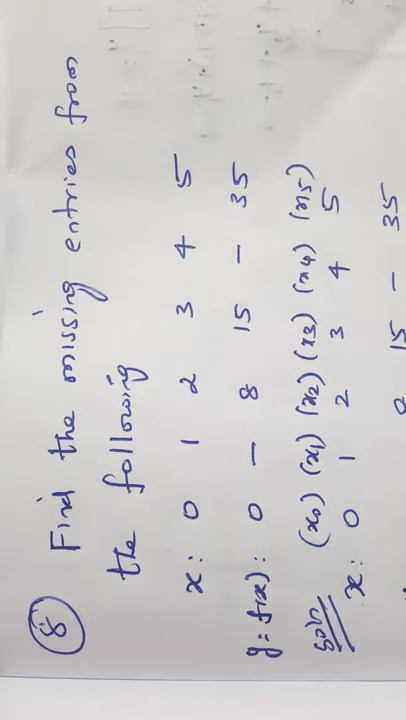 ⑧ Find the missing entries from
the following
x: 0 1 2 3 4 5
y=f(x): 0 — 8 15 — 35
Soln (x₀) (x₁) (x₂) (x₃) (x₄) (x₅)
x: 0 1 2 3 4 5
15 — 35